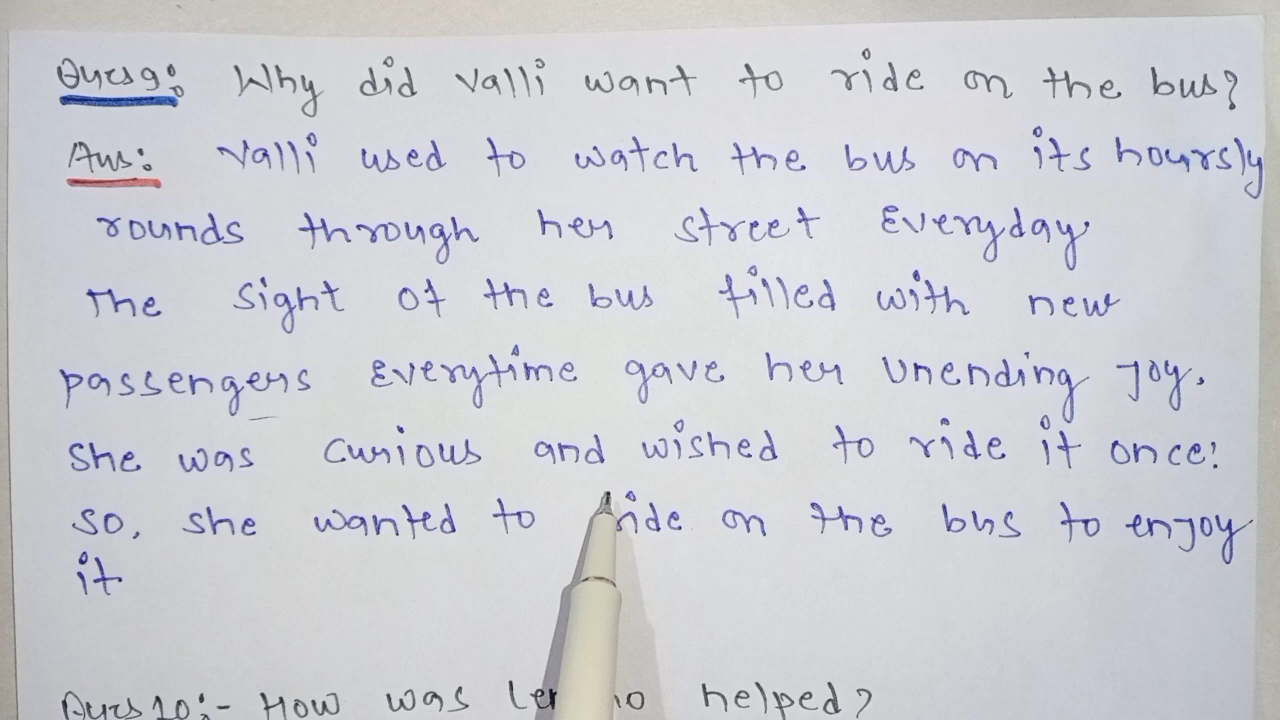 Ques9: Why did Valli want to ride on the bus?
Ans: Valli used to watch the bus on its hoursly
rounds through her street Everyday.
The sight of the bus filled with new
passengers Everytime gave her unending joy.
She was curious and wished to ride it once.
So, she wanted to ride on the bus to enjoy
it
Ques10:- How was helped?